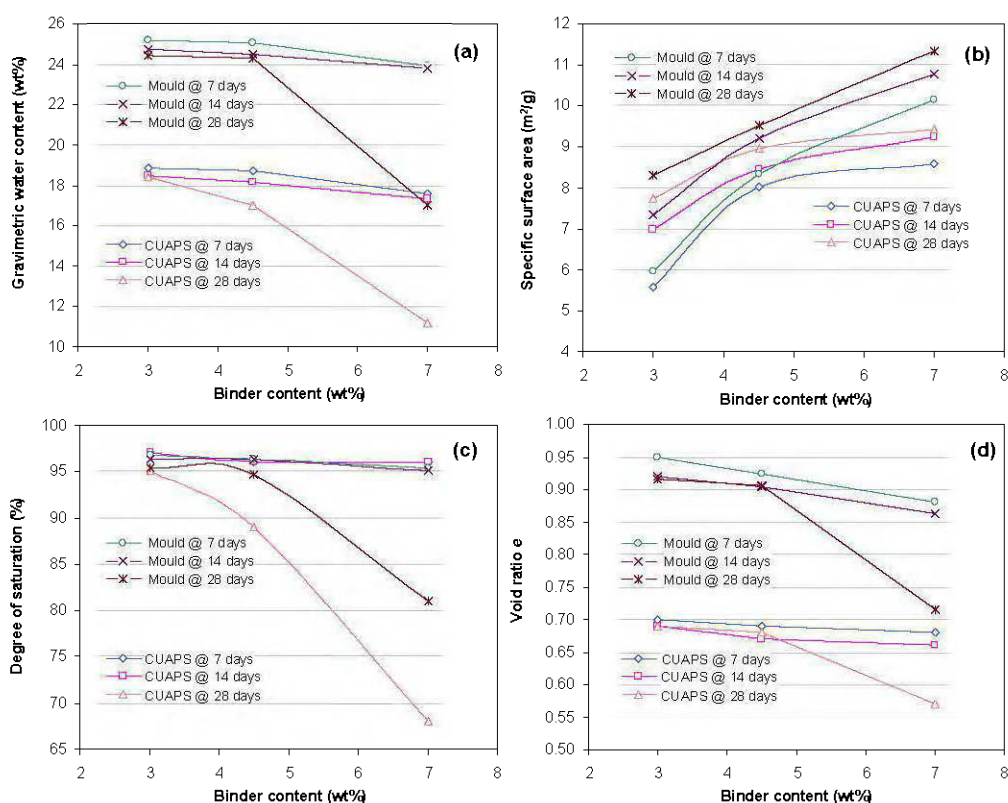 (a)
Gravimetric water content (wt%)
26
24
22
20
18
16
14
12
10
Mould @ 7 days
Mould @ 14 days
Mould @ 28 days
CUAPS @ 7 days
CUAPS @ 14 days
CUAPS @ 28 days
2 3 4 5 6 7 8
Binder content (wt%)
(b)
Specific surface area (m²/g)
12
11
10
9
8
7
6
5
4
Mould @ 7 days
Mould @ 14 days
Mould @ 28 days
CUAPS @ 7 days
CUAPS @ 14 days
CUAPS @ 28 days
2 3 4 5 6 7 8
Binder content (wt%)
(c)
Degree of saturation (%)
100
95
90
85
80
75
70
65
Mould @ 7 days
Mould @ 14 days
Mould @ 28 days
CUAPS @ 7 days
CUAPS @ 14 days
CUAPS @ 28 days
2 3 4 5 6 7 8
Binder content (wt%)
(d)
Void ratio e
1.00
0.95
0.90
0.85
0.80
0.75
0.70
0.65
0.60
0.55
0.50
Mould @ 7 days
Mould @ 14 days
Mould @ 28 days
CUAPS @ 7 days
CUAPS @ 14 days
CUAPS @ 28 days
2 3 4 5 6 7 8
Binder content (wt%)